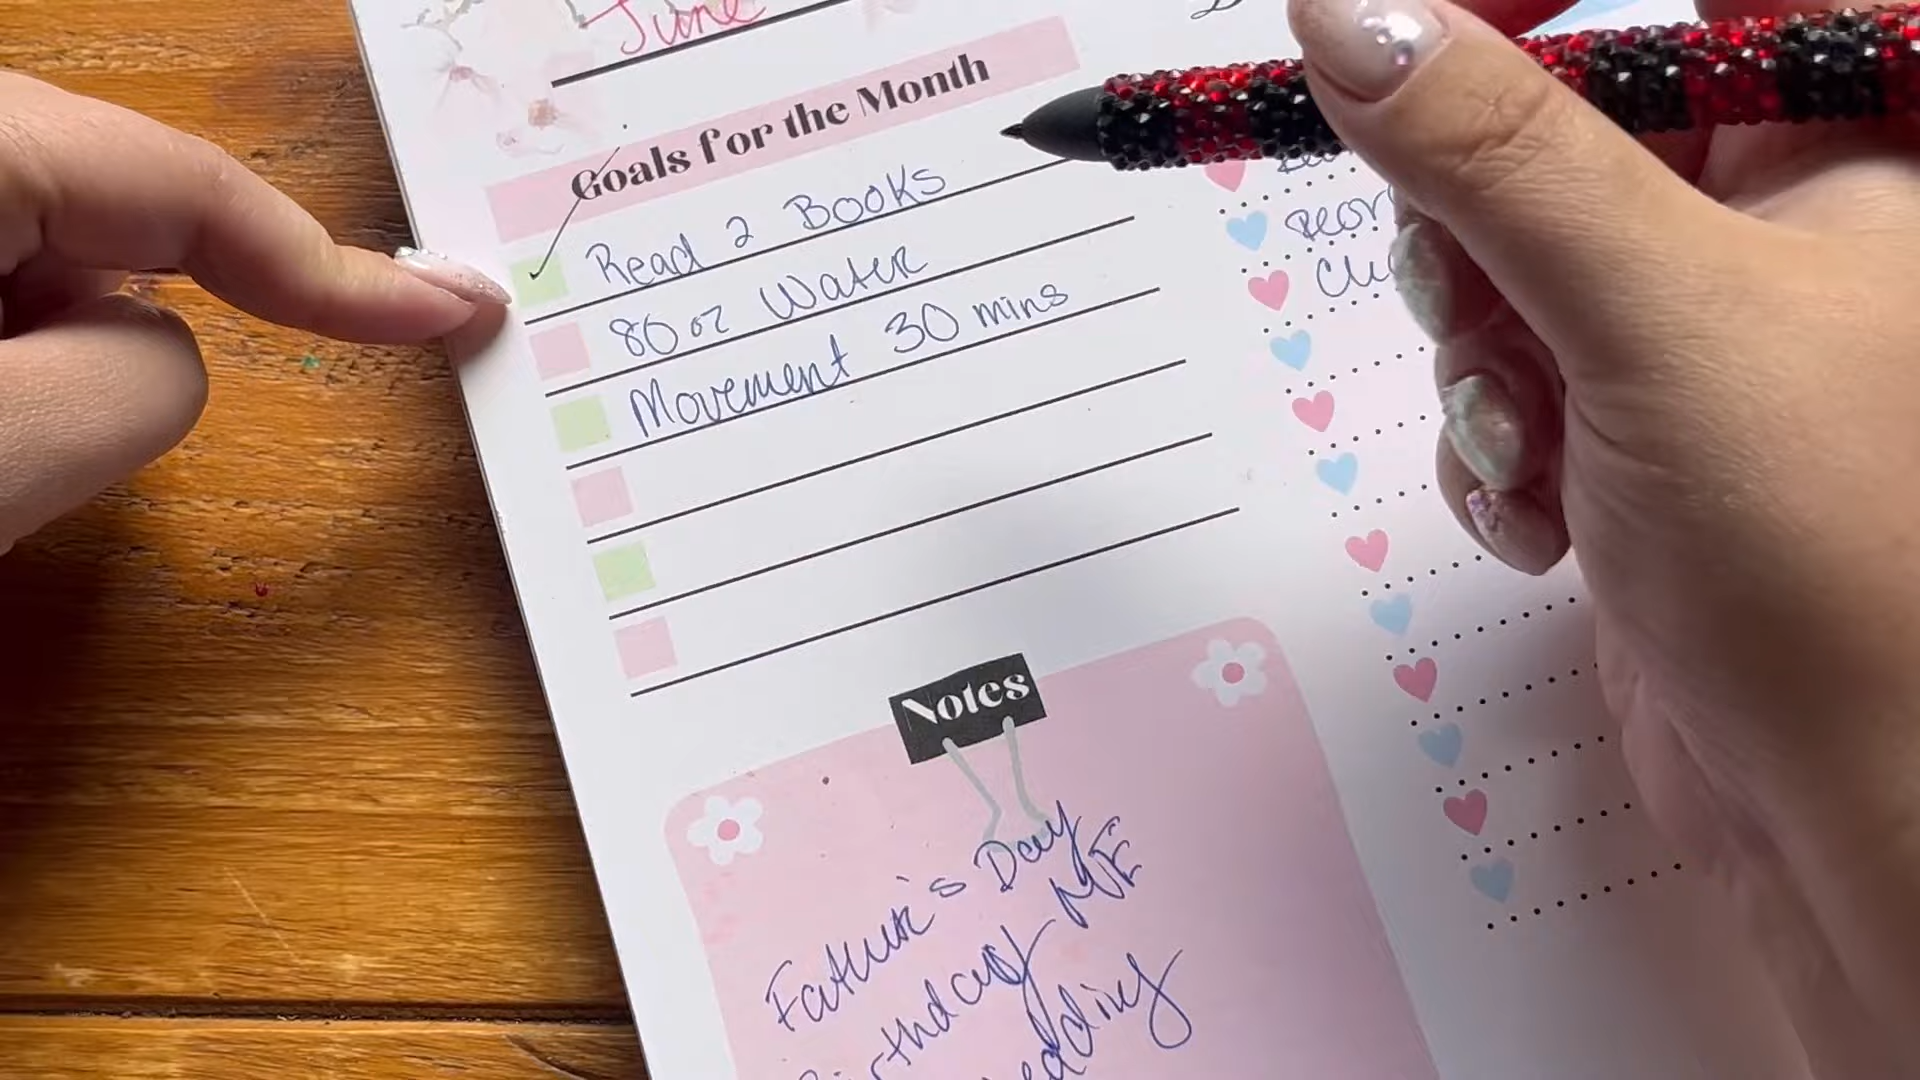 June
Goals for the Month
Read 2 Books
80 oz Water
Movement 30 mins
Notes
Father's Day
Birthday ME